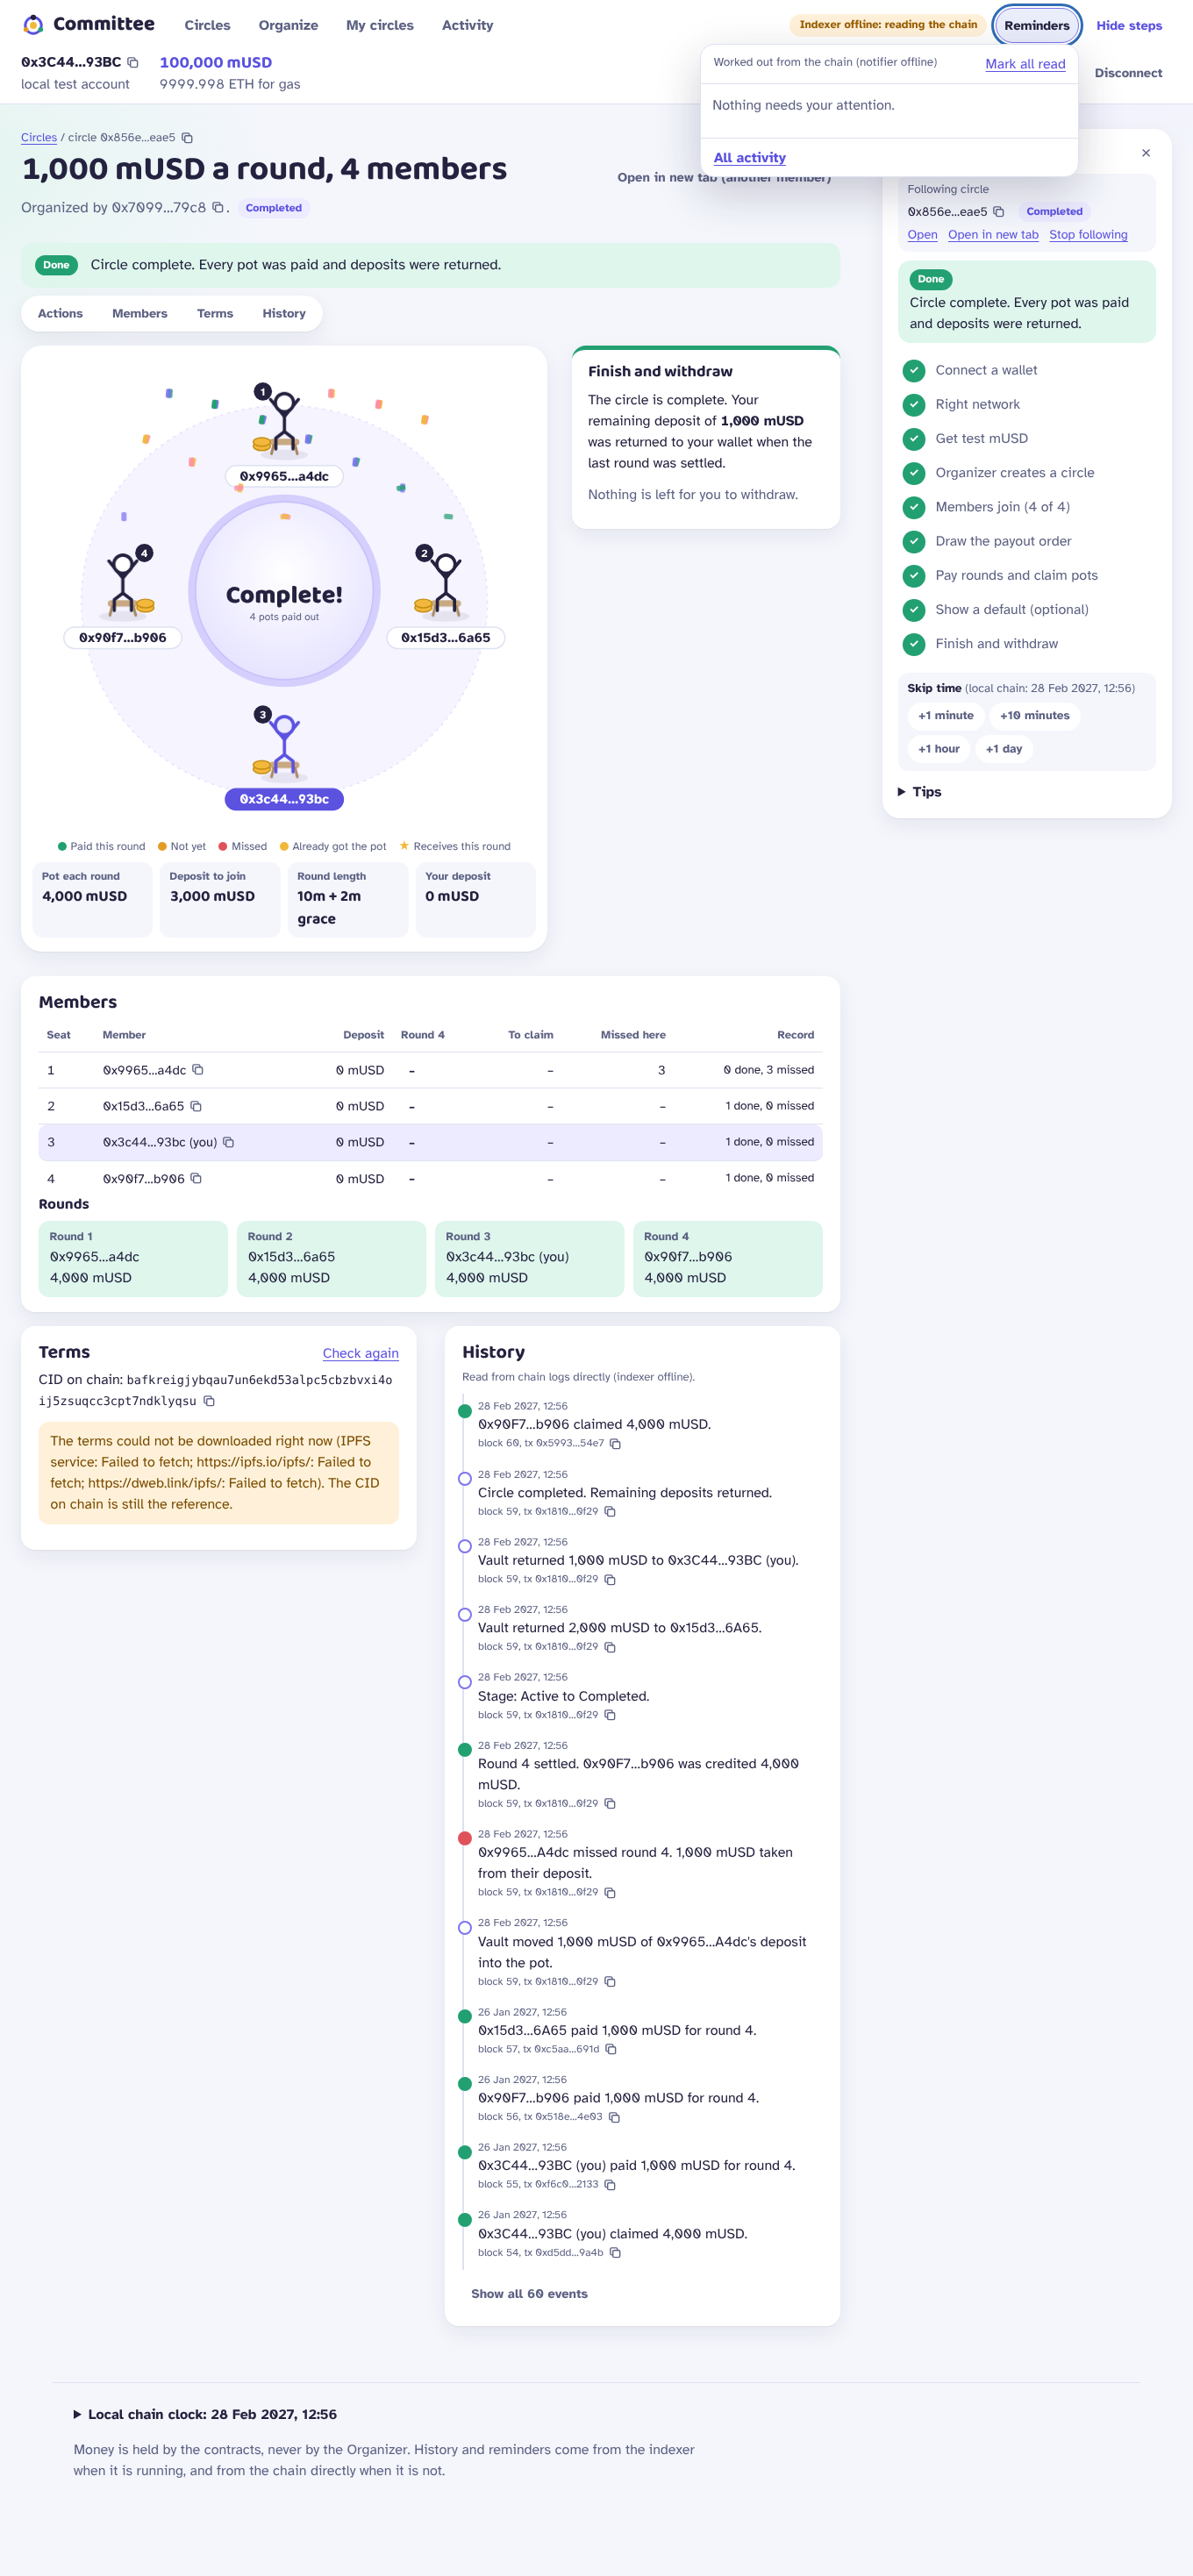 Committee
Circles
Organize
My circles
Activity
Indexer offline: reading the chain
Reminders
Hide steps
0x3C44…93BC
100,000 mUSD
local test account
9999.998 ETH for gas
Disconnect
Worked out from the chain (notifier offline)
Mark all read
Nothing needs your attention.
All activity
Circles / circle 0x856e…eae5
1,000 mUSD a round, 4 members
Open in new tab (another member)
Organized by 0x7099…79c8 . Completed
Done Circle complete. Every pot was paid and deposits were returned.
Actions
Members
Terms
History
1
0x9965…a4dc
4
0x90f7…b906
2
0x15d3…6a65
Complete!
4 pots paid out
3
0x3c44…93bc
Paid this round
Not yet
Missed
Already got the pot
Receives this round
Pot each round
4,000 mUSD
Deposit to join
3,000 mUSD
Round length
10m + 2m
grace
Your deposit
0 mUSD
Finish and withdraw
The circle is complete. Your
remaining deposit of 1,000 mUSD
was returned to your wallet when the
last round was settled.
Nothing is left for you to withdraw.
×
Following circle
0x856e…eae5 Completed
Open Open in new tab Stop following
Done
Circle complete. Every pot was paid
and deposits were returned.
Connect a wallet
Right network
Get test mUSD
Organizer creates a circle
Members join (4 of 4)
Draw the payout order
Pay rounds and claim pots
Show a default (optional)
Finish and withdraw
Skip time (local chain: 28 Feb 2027, 12:56)
+1 minute
+10 minutes
+1 hour
+1 day
Tips
Members
Seat Member Deposit Round 4 To claim Missed here Record
1 0x9965…a4dc 0 mUSD - – 3 0 done, 3 missed
2 0x15d3…6a65 0 mUSD - – – 1 done, 0 missed
3 0x3c44…93bc (you) 0 mUSD - – – 1 done, 0 missed
4 0x90f7…b906 0 mUSD - – – 1 done, 0 missed
Rounds
Round 1
0x9965…a4dc
4,000 mUSD
Round 2
0x15d3…6a65
4,000 mUSD
Round 3
0x3c44…93bc (you)
4,000 mUSD
Round 4
0x90f7…b906
4,000 mUSD
Terms
Check again
CID on chain: bafkreigjybqau7un6ekd53alpc5cbzbvxi4o
ij5zsuqcc3cpt7ndklyqsu
The terms could not be downloaded right now (IPFS
service: Failed to fetch; https://ipfs.io/ipfs/: Failed to
fetch; https://dweb.link/ipfs/: Failed to fetch). The CID
on chain is still the reference.
History
Read from chain logs directly (indexer offline).
28 Feb 2027, 12:56
0x90F7…b906 claimed 4,000 mUSD.
block 60, tx 0x5993…54e7
28 Feb 2027, 12:56
Circle completed. Remaining deposits returned.
block 59, tx 0x1810…0f29
28 Feb 2027, 12:56
Vault returned 1,000 mUSD to 0x3C44…93BC (you).
block 59, tx 0x1810…0f29
28 Feb 2027, 12:56
Vault returned 2,000 mUSD to 0x15d3…6A65.
block 59, tx 0x1810…0f29
28 Feb 2027, 12:56
Stage: Active to Completed.
block 59, tx 0x1810…0f29
28 Feb 2027, 12:56
Round 4 settled. 0x90F7…b906 was credited 4,000
mUSD.
block 59, tx 0x1810…0f29
28 Feb 2027, 12:56
0x9965…A4dc missed round 4. 1,000 mUSD taken
from their deposit.
block 59, tx 0x1810…0f29
28 Feb 2027, 12:56
Vault moved 1,000 mUSD of 0x9965…A4dc's deposit
into the pot.
block 59, tx 0x1810…0f29
26 Jan 2027, 12:56
0x15d3…6A65 paid 1,000 mUSD for round 4.
block 57, tx 0xc5aa…691d
26 Jan 2027, 12:56
0x90F7…b906 paid 1,000 mUSD for round 4.
block 56, tx 0x518e…4e03
26 Jan 2027, 12:56
0x3C44…93BC (you) paid 1,000 mUSD for round 4.
block 55, tx 0xf6c0…2133
26 Jan 2027, 12:56
0x3C44…93BC (you) claimed 4,000 mUSD.
block 54, tx 0xd5dd…9a4b
Show all 60 events
Local chain clock: 28 Feb 2027, 12:56
Money is held by the contracts, never by the Organizer. History and reminders come from the indexer
when it is running, and from the chain directly when it is not.